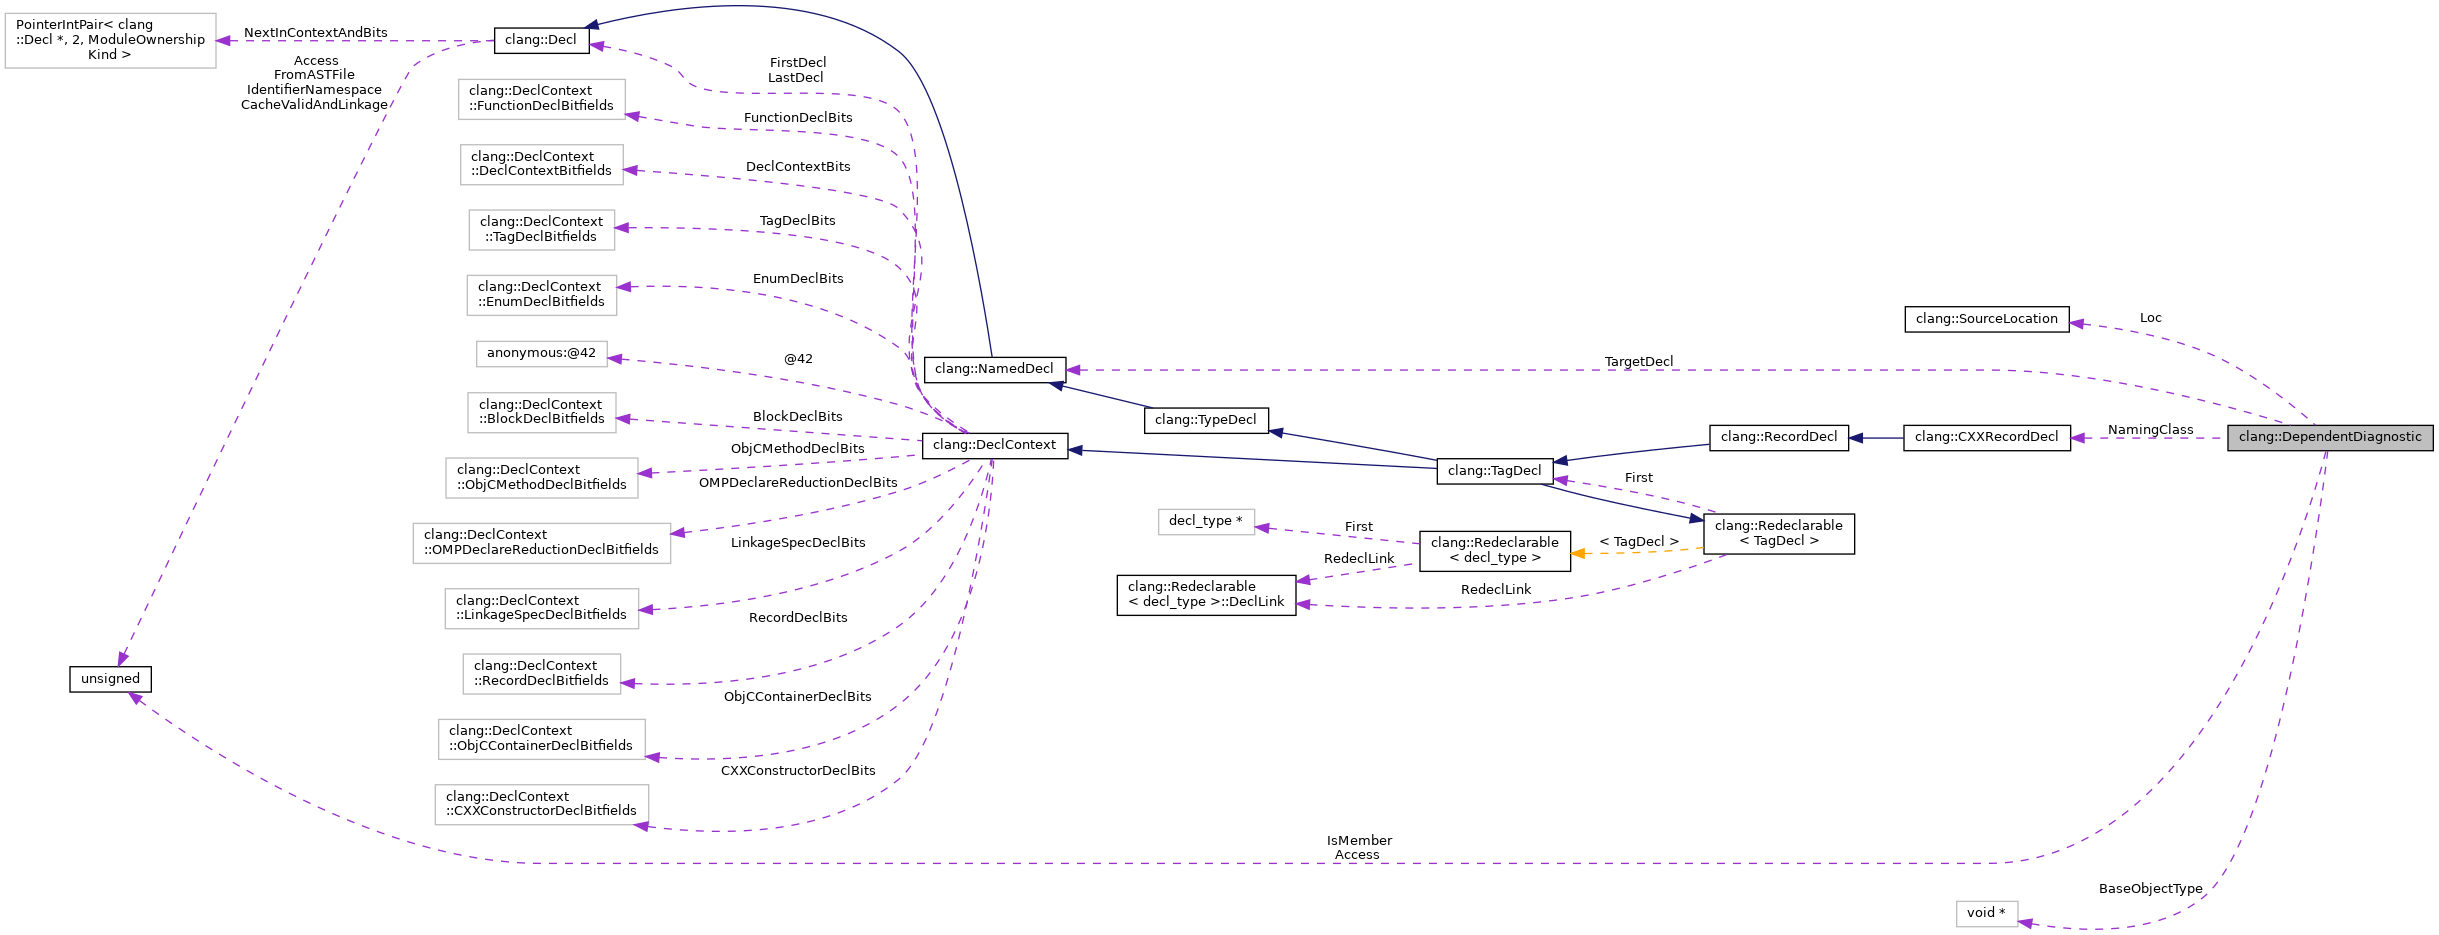 PointerIntPair< clang
::Decl *, 2, ModuleOwnership
Kind >
NextInContextAndBits
clang::Decl
Access
FromASTFile
IdentifierNamespace
CacheValidAndLinkage
FirstDecl
LastDecl
clang::DeclContext
::FunctionDeclBitfields
FunctionDeclBits
clang::DeclContext
::DeclContextBitfields
DeclContextBits
clang::DeclContext
::TagDeclBitfields
TagDeclBits
clang::DeclContext
::EnumDeclBitfields
EnumDeclBits
anonymous:@42
@42
clang::DeclContext
::BlockDeclBitfields
BlockDeclBits
clang::DeclContext
::ObjCMethodDeclBitfields
ObjCMethodDeclBits
clang::DeclContext
::OMPDeclareReductionDeclBitfields
OMPDeclareReductionDeclBits
clang::DeclContext
::LinkageSpecDeclBitfields
LinkageSpecDeclBits
clang::DeclContext
::RecordDeclBitfields
RecordDeclBits
clang::DeclContext
::ObjCContainerDeclBitfields
ObjCContainerDeclBits
clang::DeclContext
::CXXConstructorDeclBitfields
CXXConstructorDeclBits
unsigned
clang::NamedDecl
clang::DeclContext
clang::TypeDecl
clang::TagDecl
clang::RecordDecl
clang::CXXRecordDecl
clang::SourceLocation
Loc
TargetDecl
NamingClass
clang::DependentDiagnostic
First
clang::Redeclarable
< TagDecl >
< TagDecl >
decl_type *
First
clang::Redeclarable
< decl_type >
RedeclLink
clang::Redeclarable
< decl_type >::DeclLink
RedeclLink
IsMember
Access
BaseObjectType
void *